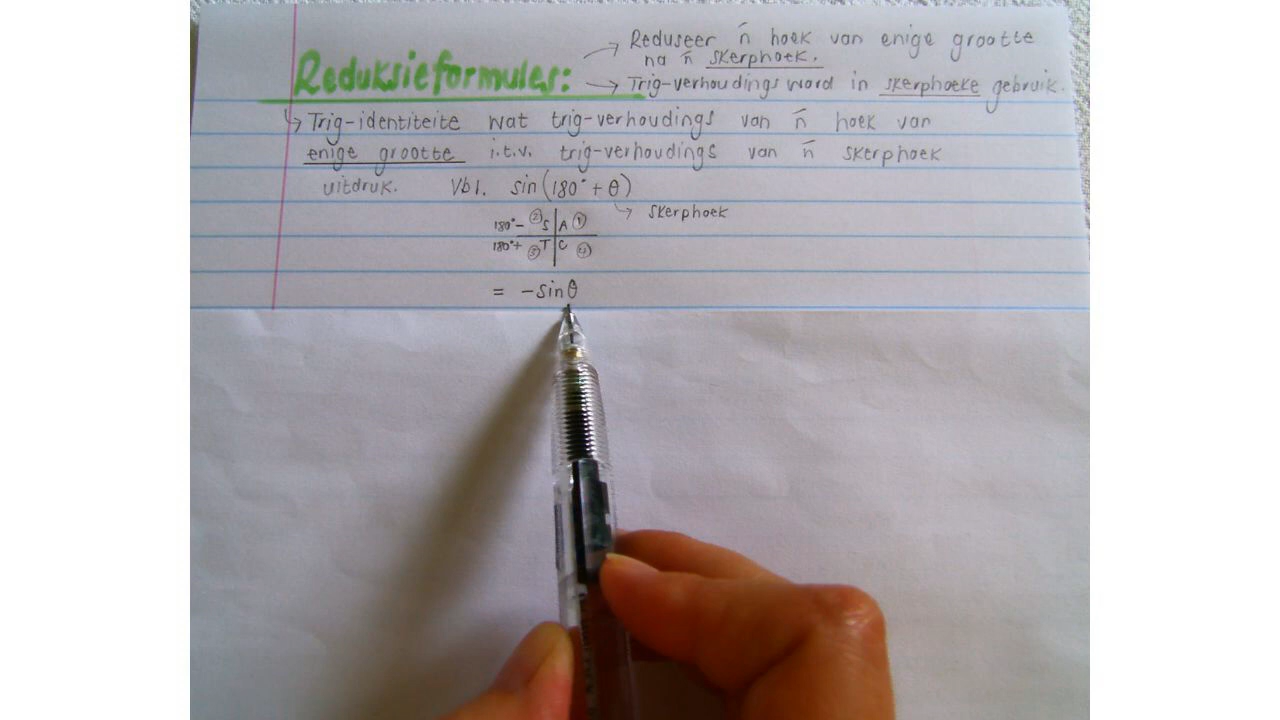 Reduksieformules:
→ Reduseer 'n hoek van enige grootte
na 'n skerphoek.
→ Trig-verhoudings word in skerphoeke gebruik.
↳ Trig-identiteite wat trig-verhoudings van 'n hoek van
enige grootte i.t.v. trig-verhoudings van 'n skerphoek
uitdruk. Vb1. sin(180° + θ)
↳ skerphoek
180°- ② S | A ①
180°+ ③ T | C ④
= -sinθ